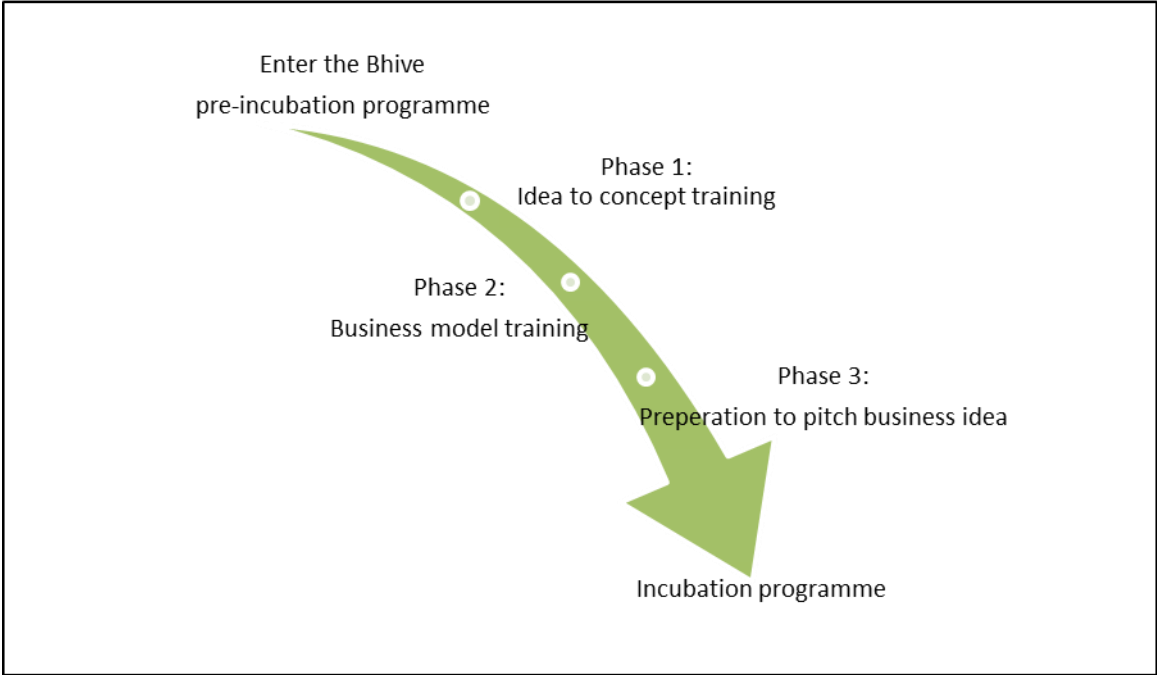 Enter the Bhive
pre-incubation programme
Phase 1:
Idea to concept training
Phase 2:
Business model training
Phase 3:
Preperation to pitch business idea
Incubation programme